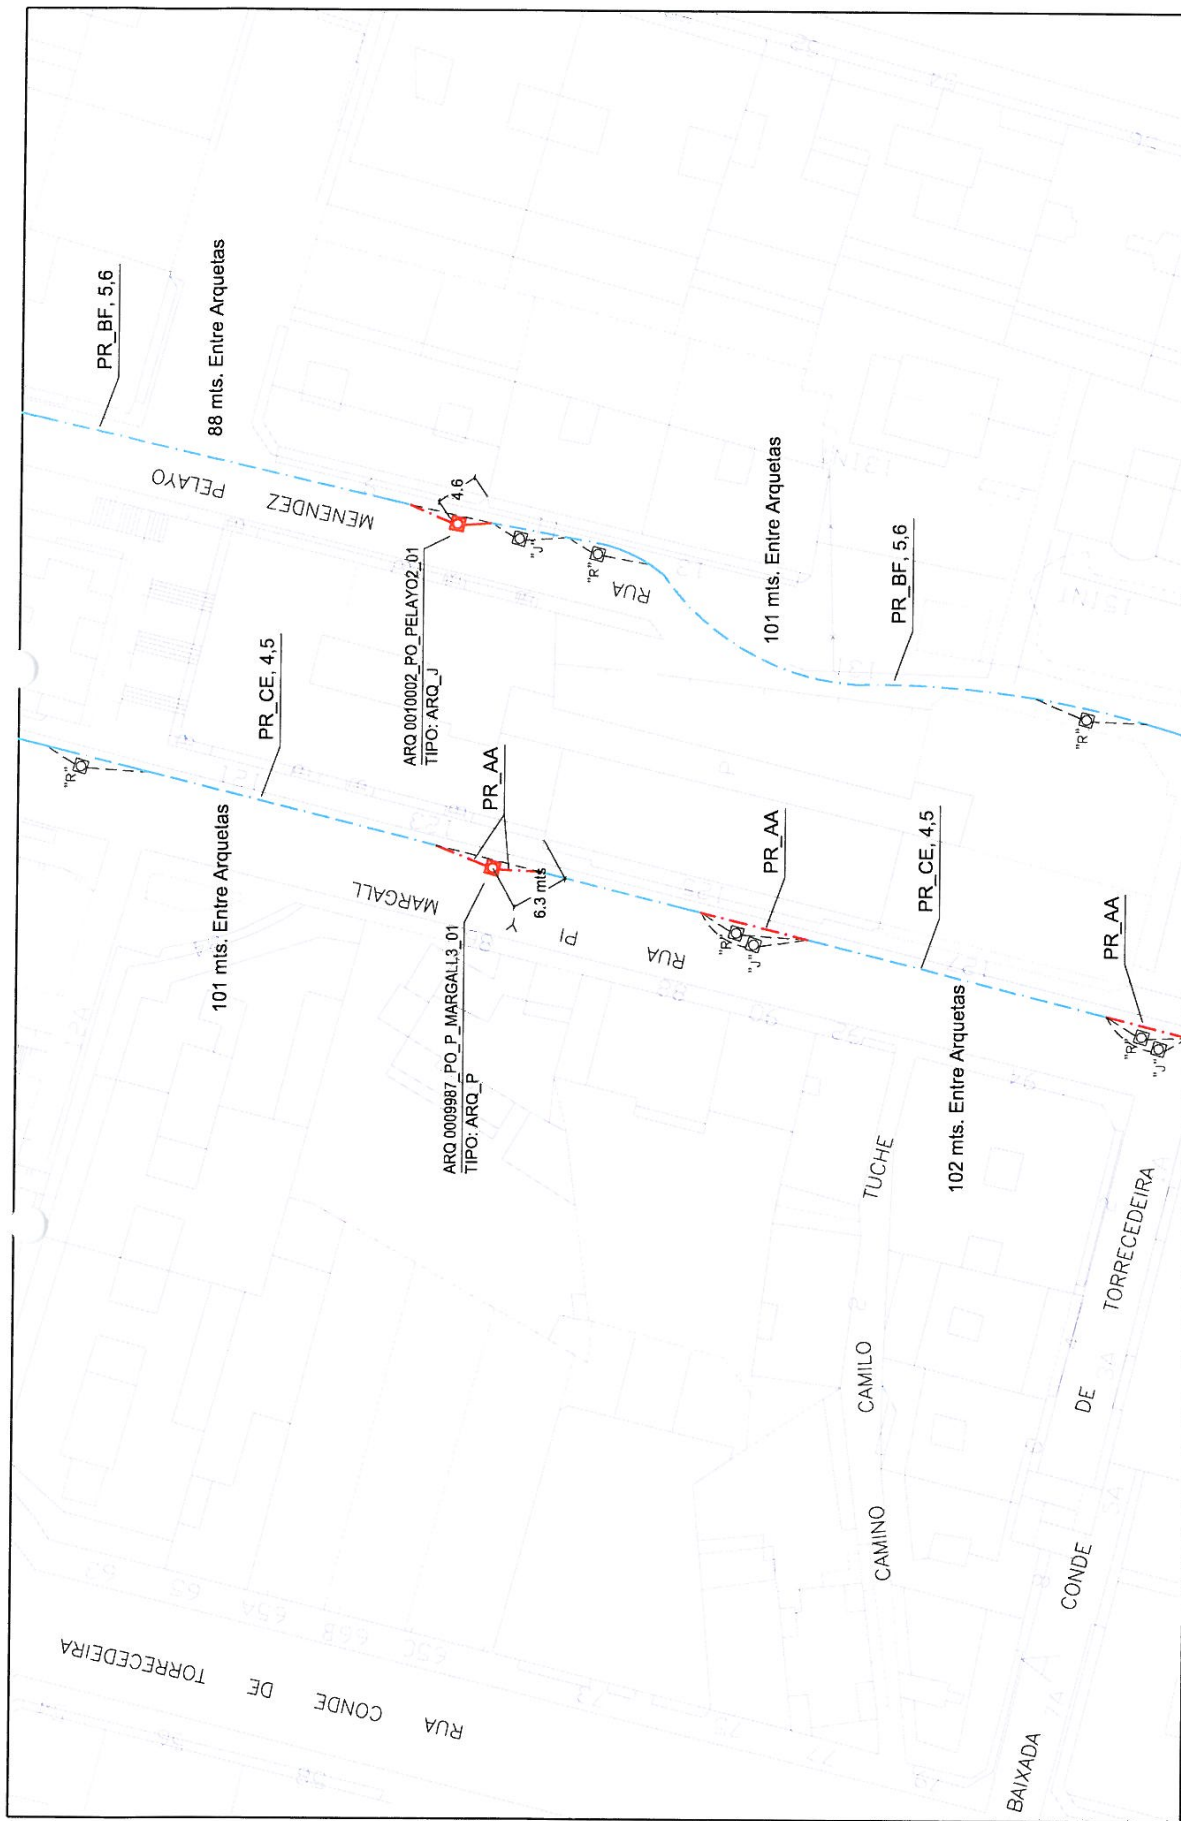 PR_BF, 5,6
88 mts. Entre Arquetas
RUA MENENDEZ PELAYO
4.6
ARQ 0010002_PO_PELAYO2_01
TIPO: ARQ_J
"J"
"R"
101 mts. Entre Arquetas
PR_BF, 5,6
"R"
"R"
PR_CE, 4,5
101 mts. Entre Arquetas
PR_AA
RUA PI Y MARGALL
6.3 mts
ARQ 0009987_PO_P_MARGALL3_01
TIPO: ARQ_P
PR_AA
"R"
"J"
PR_CE, 4,5
102 mts. Entre Arquetas
PR_AA
"R"
"J"
CAMINO CAMILO TUCHE
BAIXADA CONDE DE TORRECEDEIRA
RUA CONDE DE TORRECEDEIRA